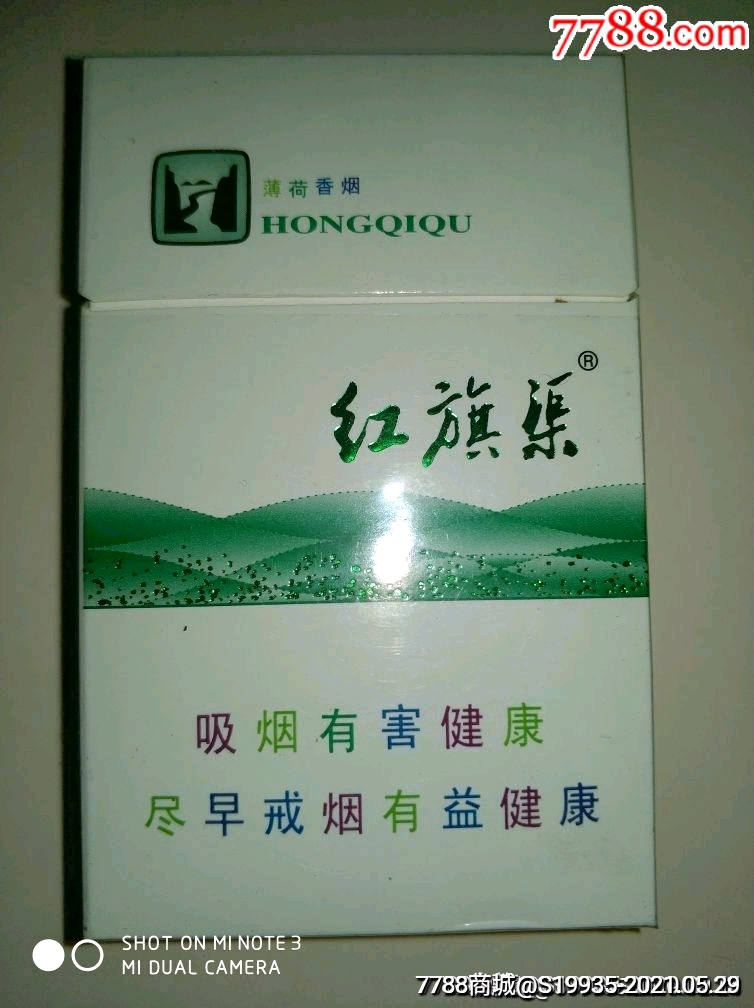 7788.com
薄荷香烟
HONGQIQU
红旗渠®
吸烟有害健康
尽早戒烟有益健康
SHOT ON MI NOTE 3
MI DUAL CAMERA
7788商城@S19935-2021.05.29